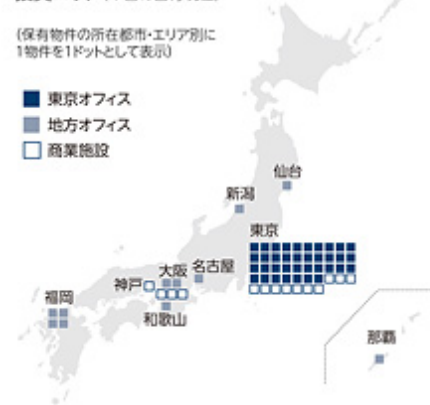 (保有物件の所在都市・エリア別に
1物件を1ドットとして表示)
東京オフィス
地方オフィス
商業施設
仙台
新潟
東京
大阪
名古屋
神戸
福岡
和歌山
那覇